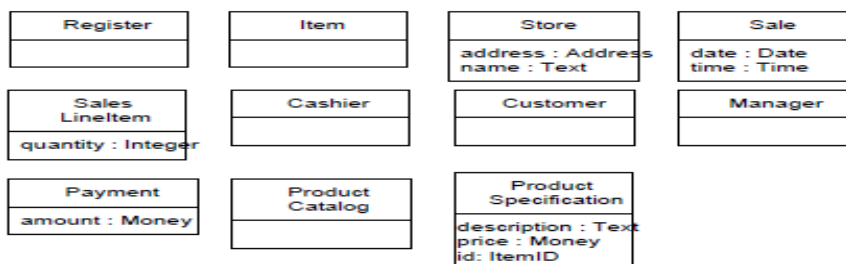 Register
Item
Store
address : Address
name : Text
Sale
date : Date
time : Time
Sales
LineItem
quantity : Integer
Cashier
Customer
Manager
Payment
amount : Money
Product
Catalog
Product
Specification
description : Text
price : Money
id: ItemID